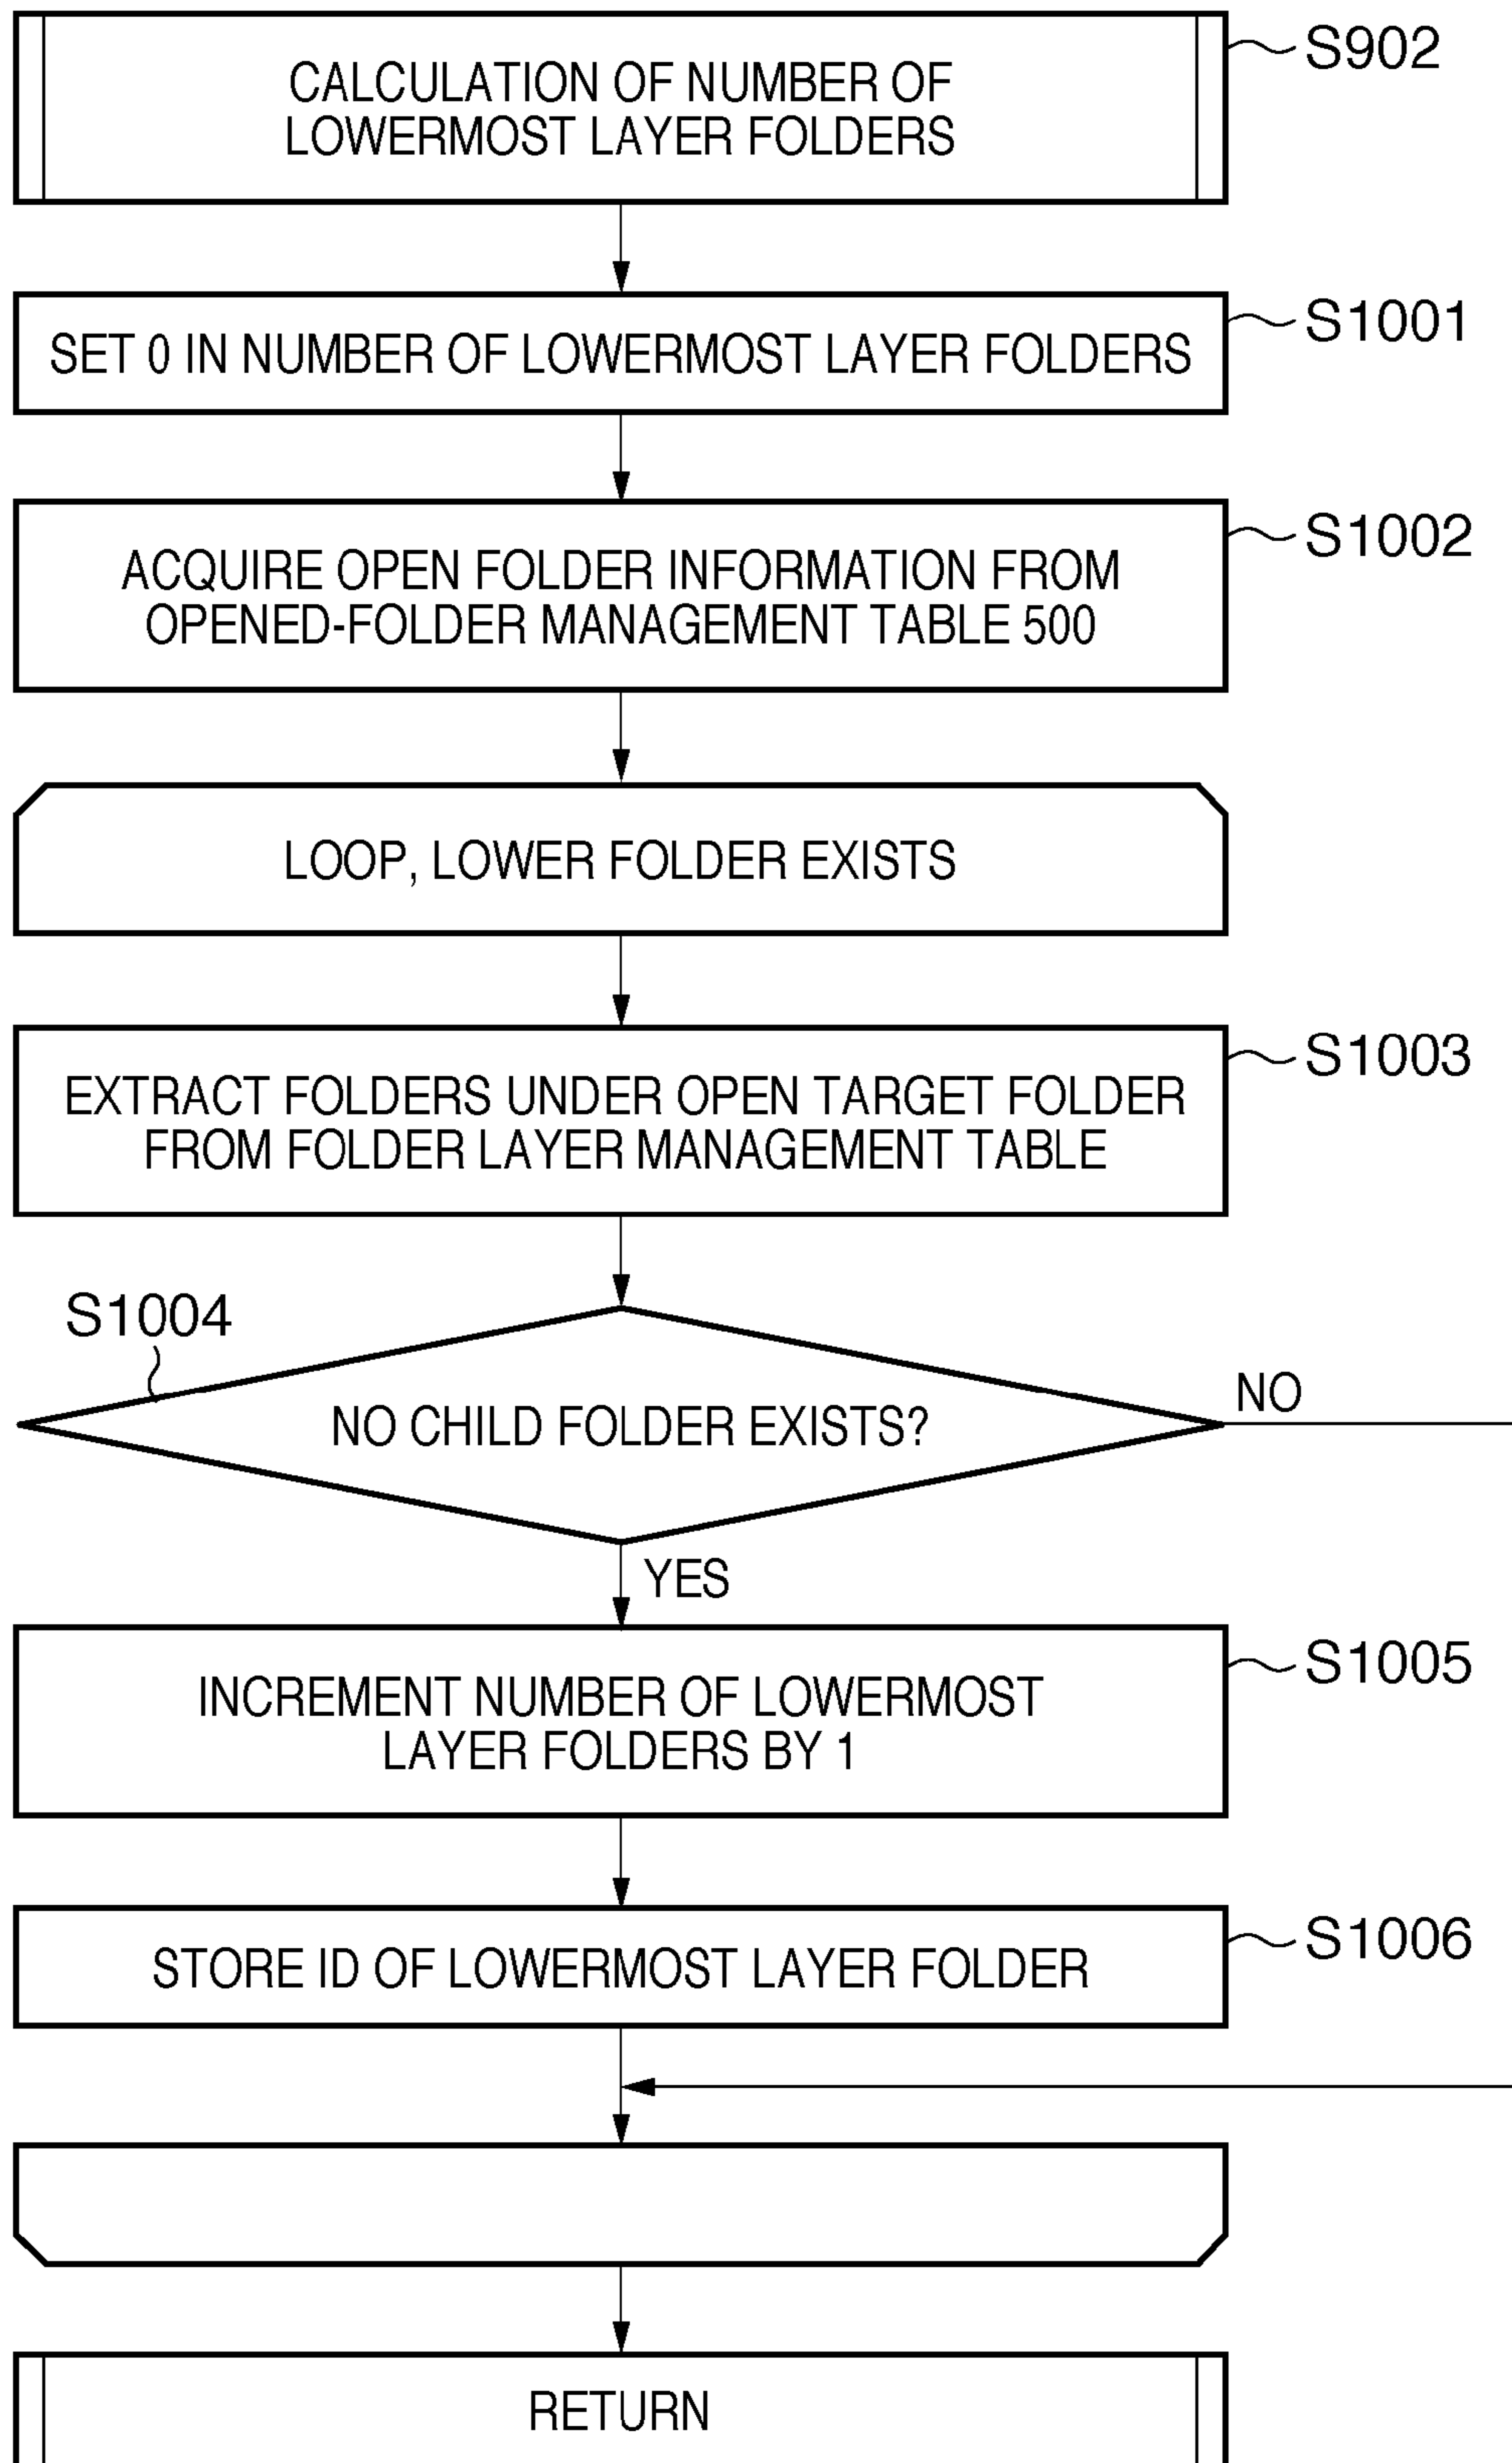 CALCULATION OF NUMBER OF
LOWERMOST LAYER FOLDERS
S902
SET 0 IN NUMBER OF LOWERMOST LAYER FOLDERS
S1001
ACQUIRE OPEN FOLDER INFORMATION FROM
OPENED-FOLDER MANAGEMENT TABLE 500
S1002
LOOP, LOWER FOLDER EXISTS
EXTRACT FOLDERS UNDER OPEN TARGET FOLDER
FROM FOLDER LAYER MANAGEMENT TABLE
S1003
S1004
NO CHILD FOLDER EXISTS?
NO
YES
INCREMENT NUMBER OF LOWERMOST
LAYER FOLDERS BY 1
S1005
STORE ID OF LOWERMOST LAYER FOLDER
S1006
RETURN